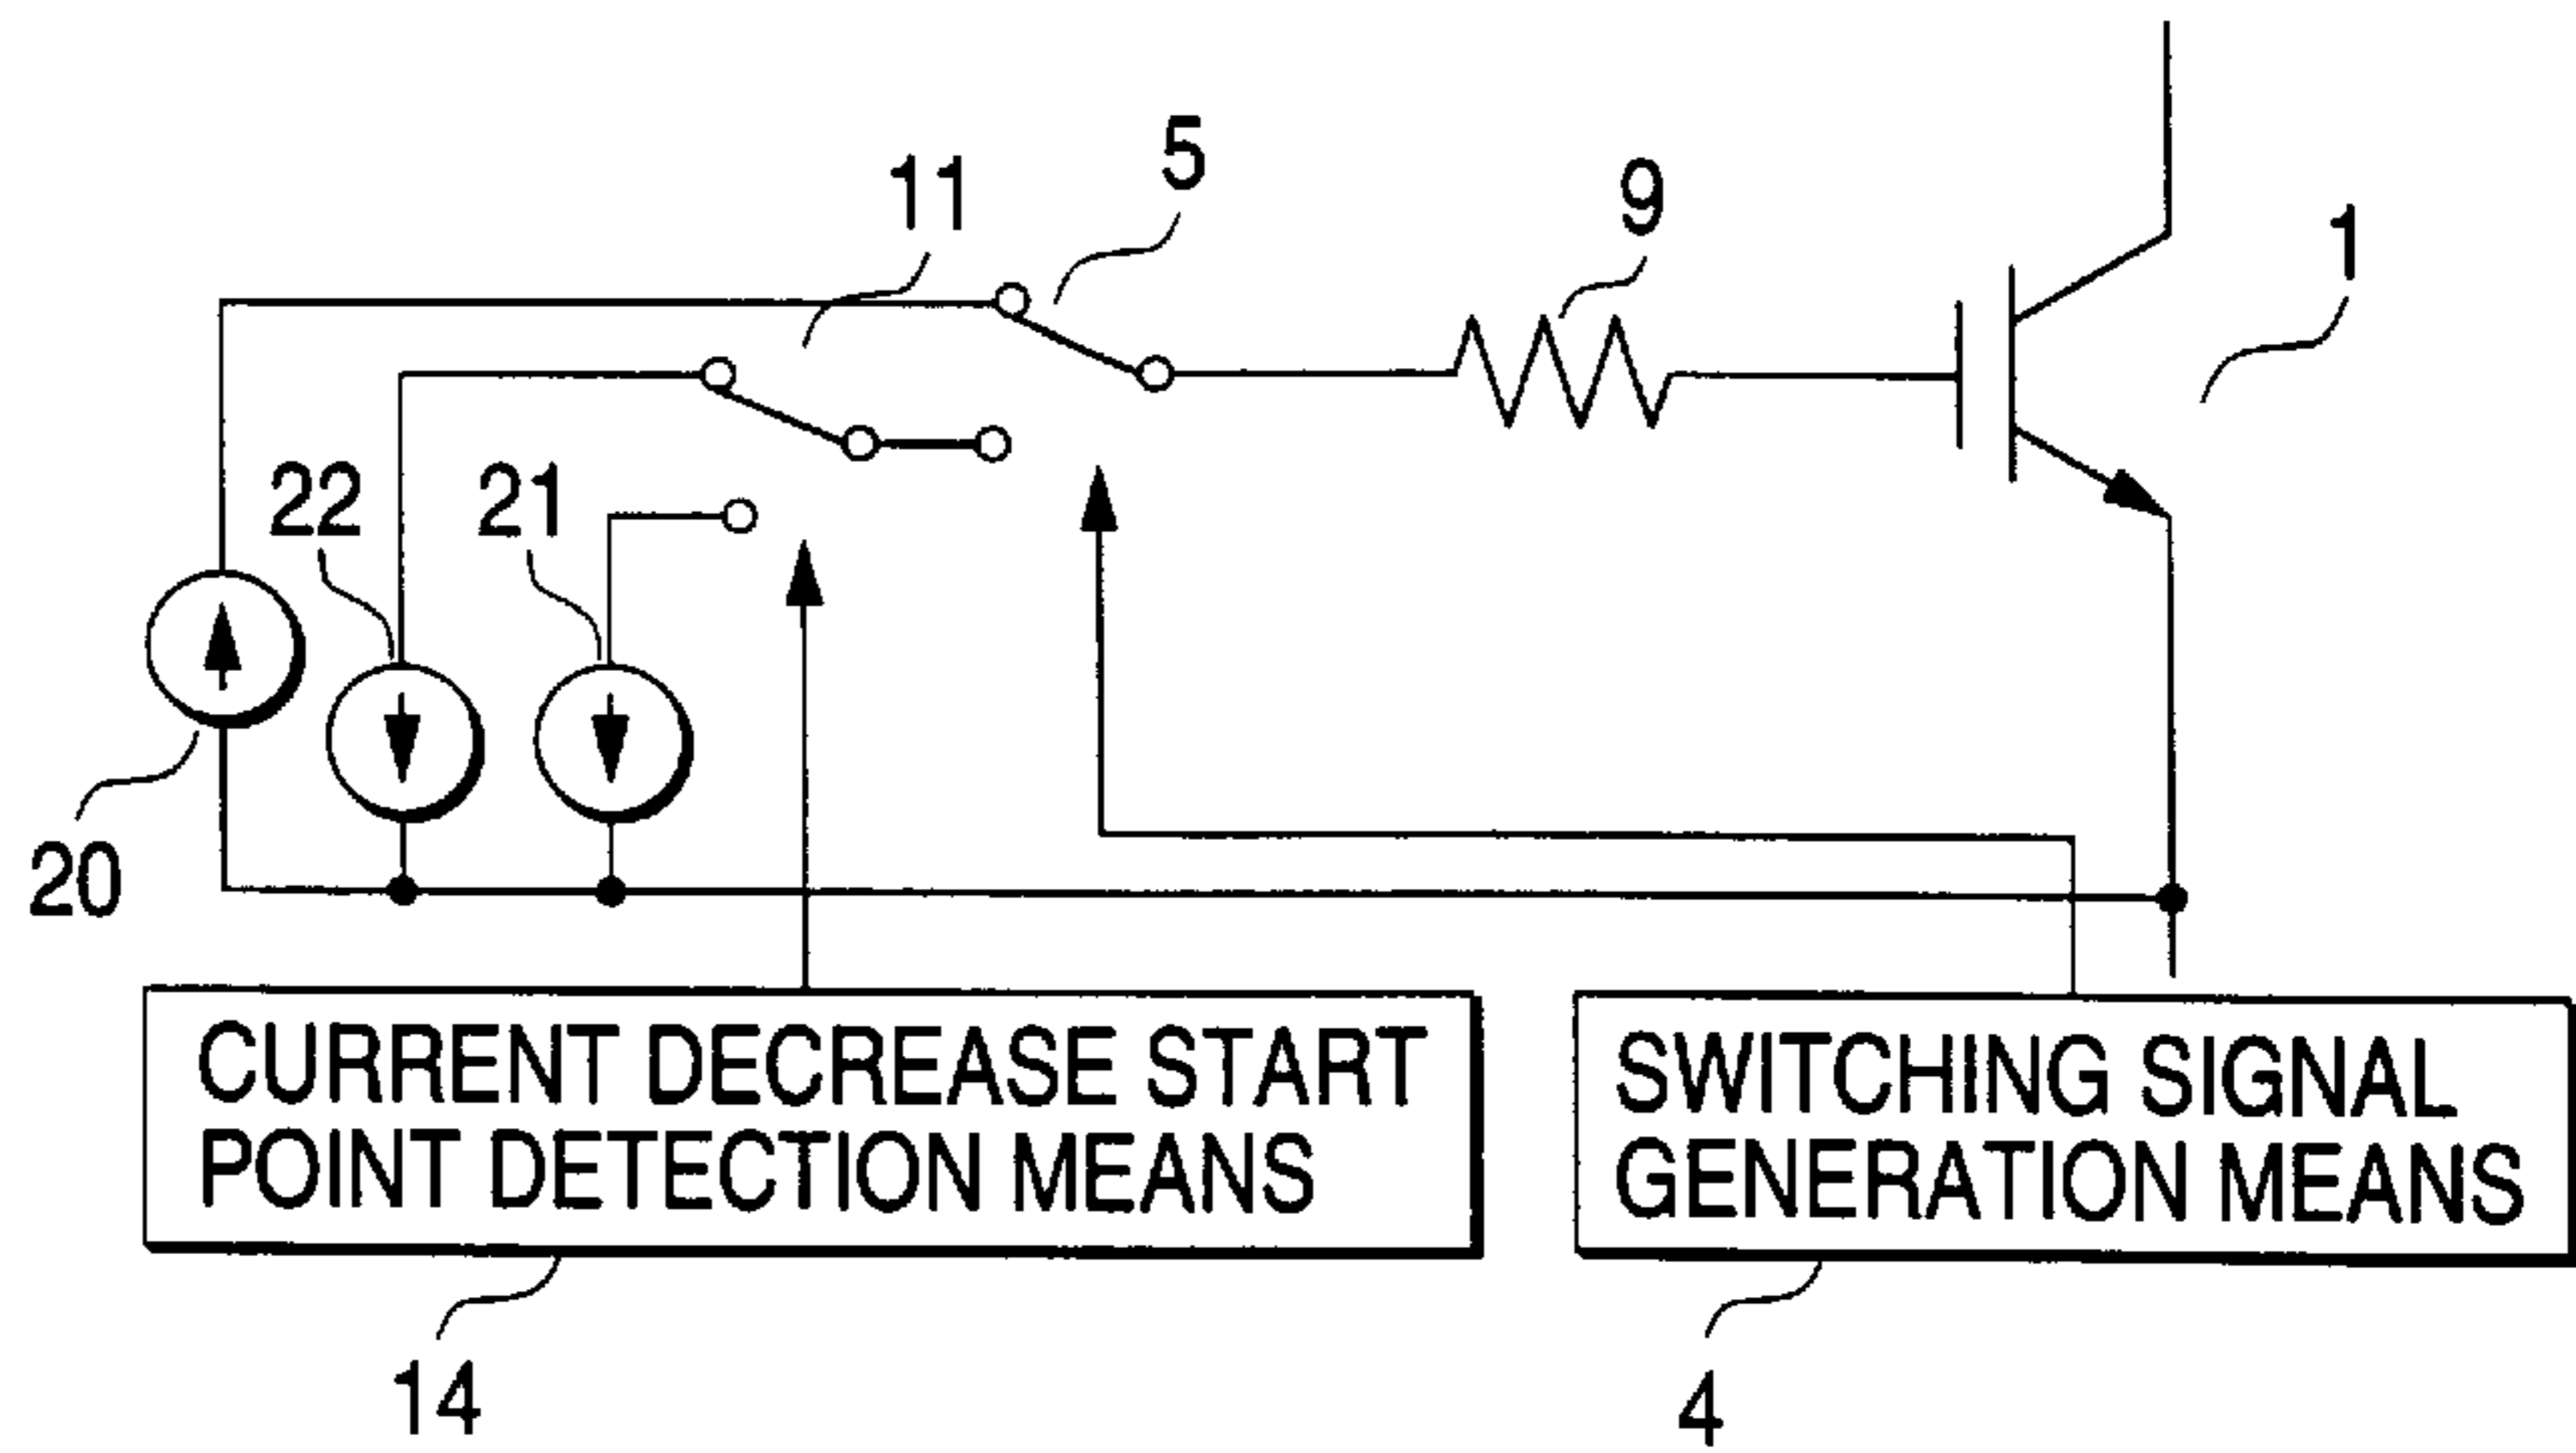 5
11
9
1
22
21
20
CURRENT DECREASE START
POINT DETECTION MEANS
SWITCHING SIGNAL
GENERATION MEANS
14
4